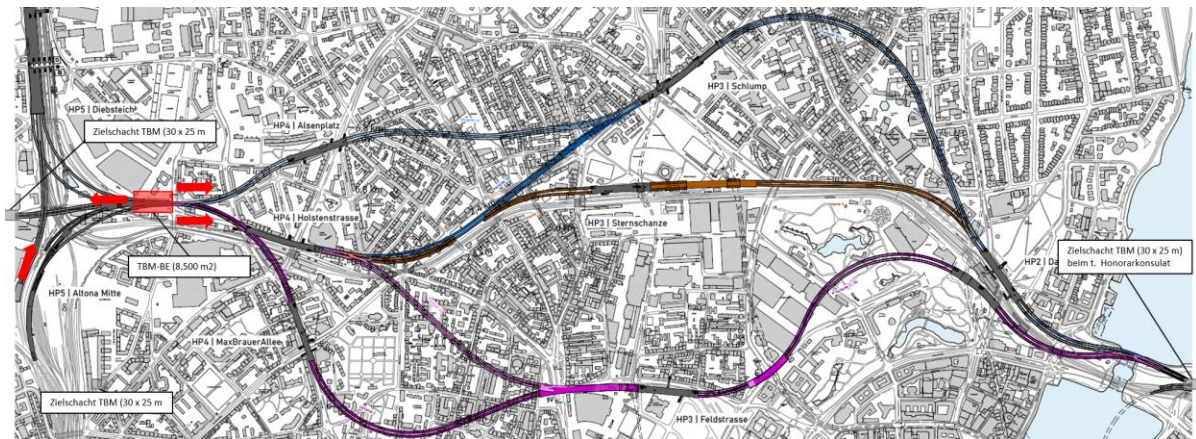 HP5 | Diebsteich
Zielschacht TBM (30 x 25 m
HP4 | Alsenplatz
HP3 | Schlump
HP4 | Holstenstrasse
HP3 | Sternschanze
TBM-BE (8.500 m2)
HP5 | Altona Mitte
HP2 | Da
Zielschacht TBM (30 x 25 m)
beim t. Honorarkonsulat
HP4 | MaxBrauerAllee
Zielschacht TBM (30 x 25 m
HP3 | Feldstrasse